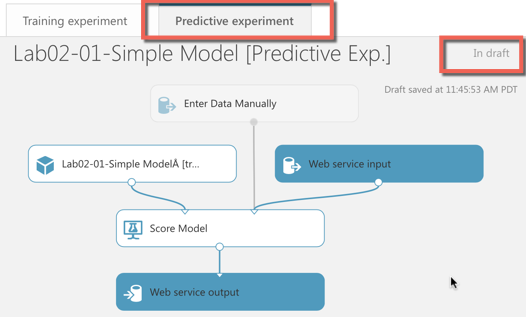 Training experiment
Predictive experiment
Lab02-01-Simple Model [Predictive Exp.]
In draft
Draft saved at 11:45:53 AM PDT
Enter Data Manually
Lab02-01-Simple ModelÂ [tr...
Web service input
Score Model
Web service output